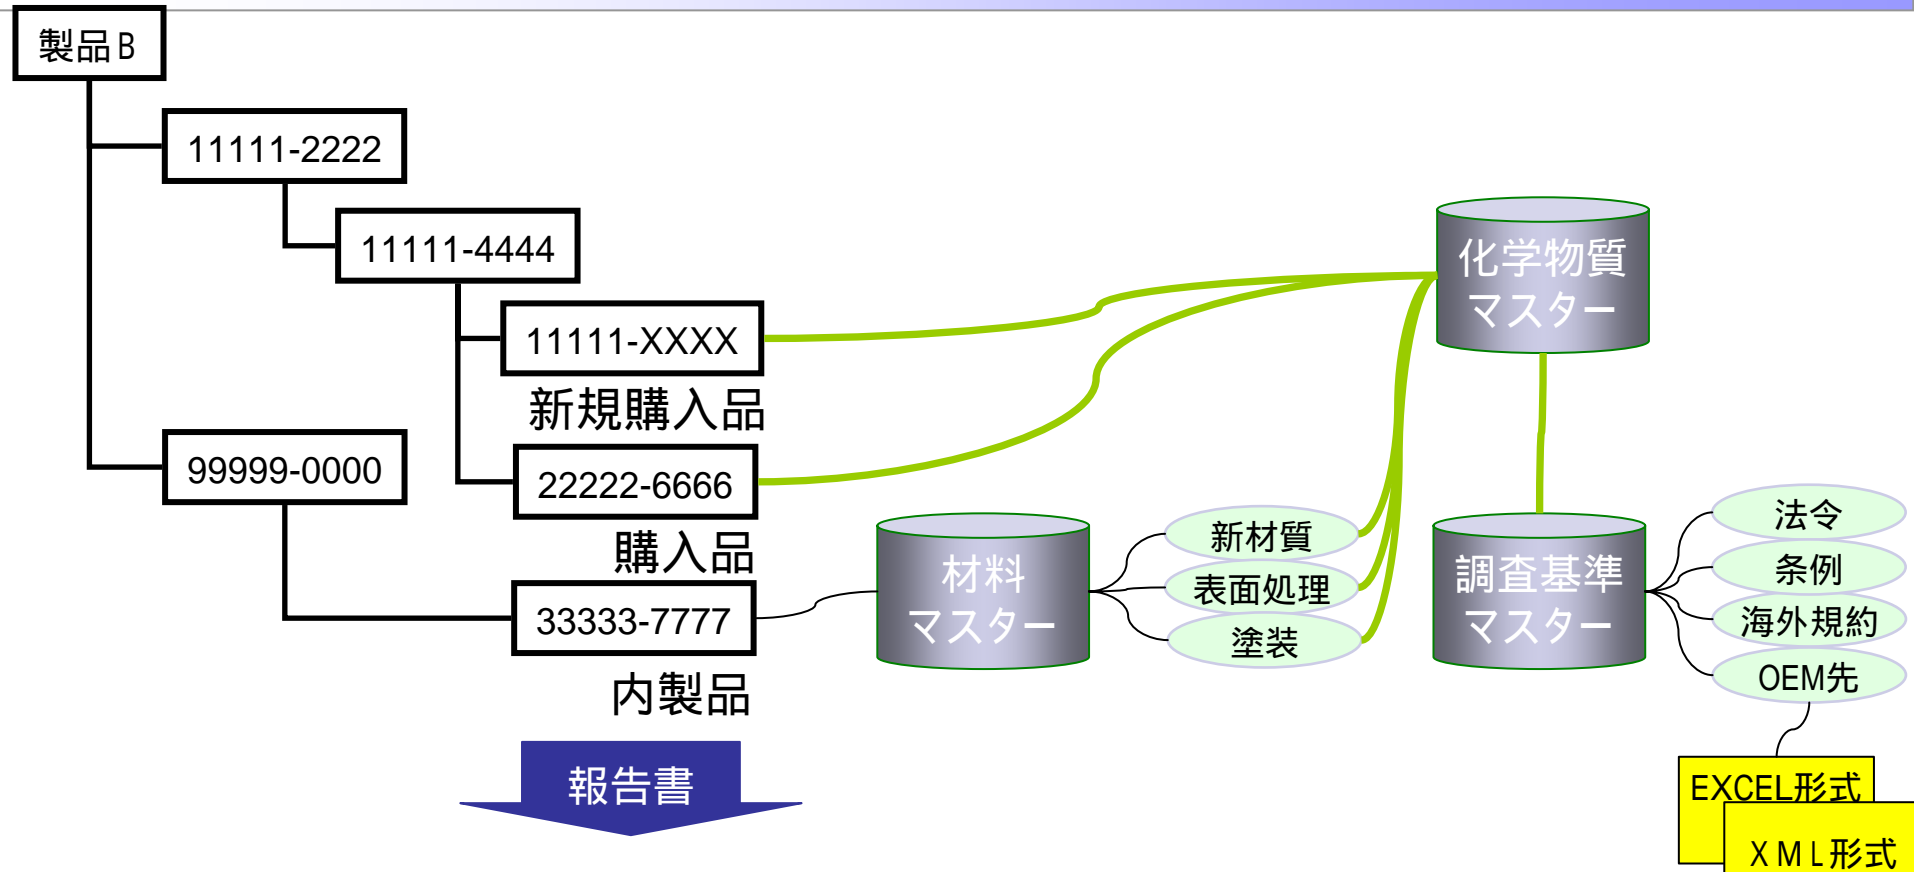 製品B
11111-2222
11111-4444
11111-XXXX
新規購入品
99999-0000
22222-6666
購入品
33333-7777
内製品
報告書
化学物質
マスター
材料
マスター
新材質
表面処理
塗装
調査基準
マスター
法令
条例
海外規約
OEM先
EXCEL形式
XML形式